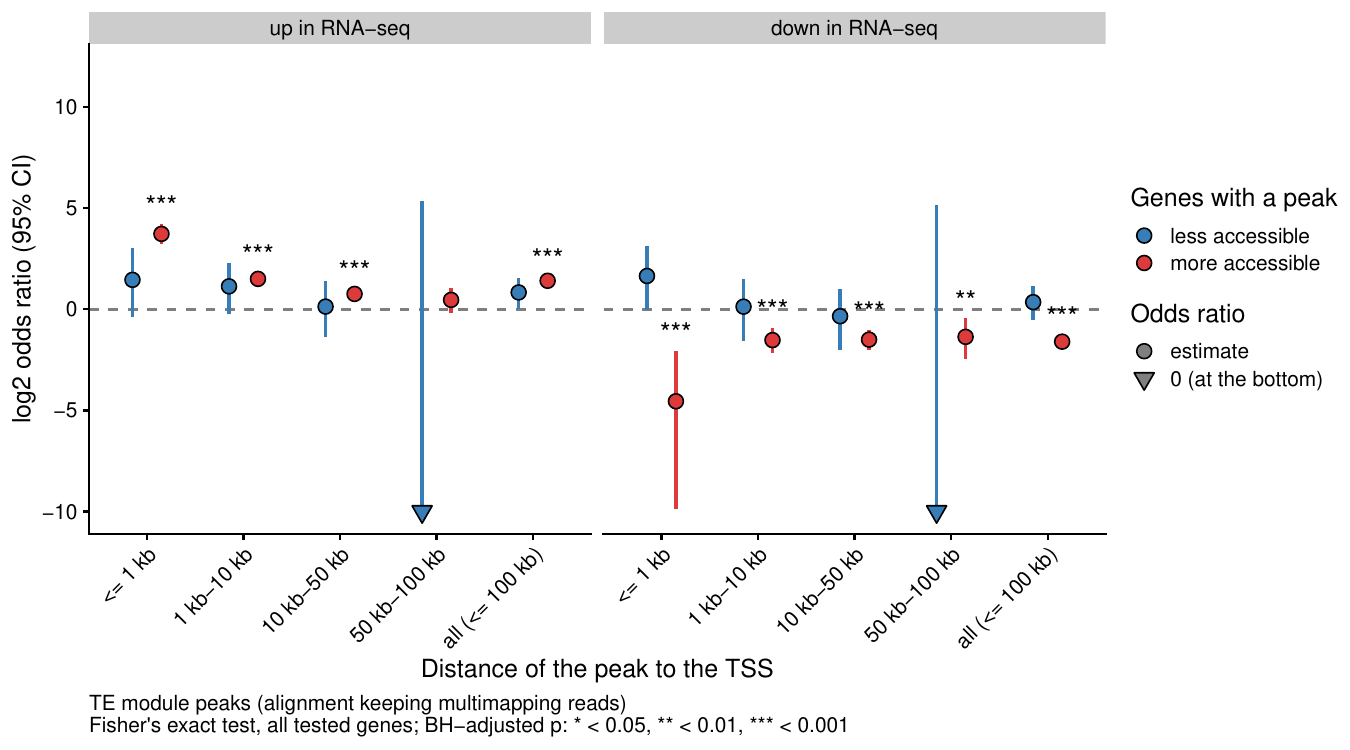 up in RNA−seq
down in RNA−seq
log2 odds ratio (95% CI)
10
5
0
−5
−10
***
***
***
***
***
***
***
**
***
<= 1 kb
1 kb−10 kb
10 kb−50 kb
50 kb−100 kb
all (<= 100 kb)
<= 1 kb
1 kb−10 kb
10 kb−50 kb
50 kb−100 kb
all (<= 100 kb)
Distance of the peak to the TSS
Genes with a peak
less accessible
more accessible
Odds ratio
estimate
0 (at the bottom)
TE module peaks (alignment keeping multimapping reads)
Fisher's exact test, all tested genes; BH−adjusted p: * < 0.05, ** < 0.01, *** < 0.001